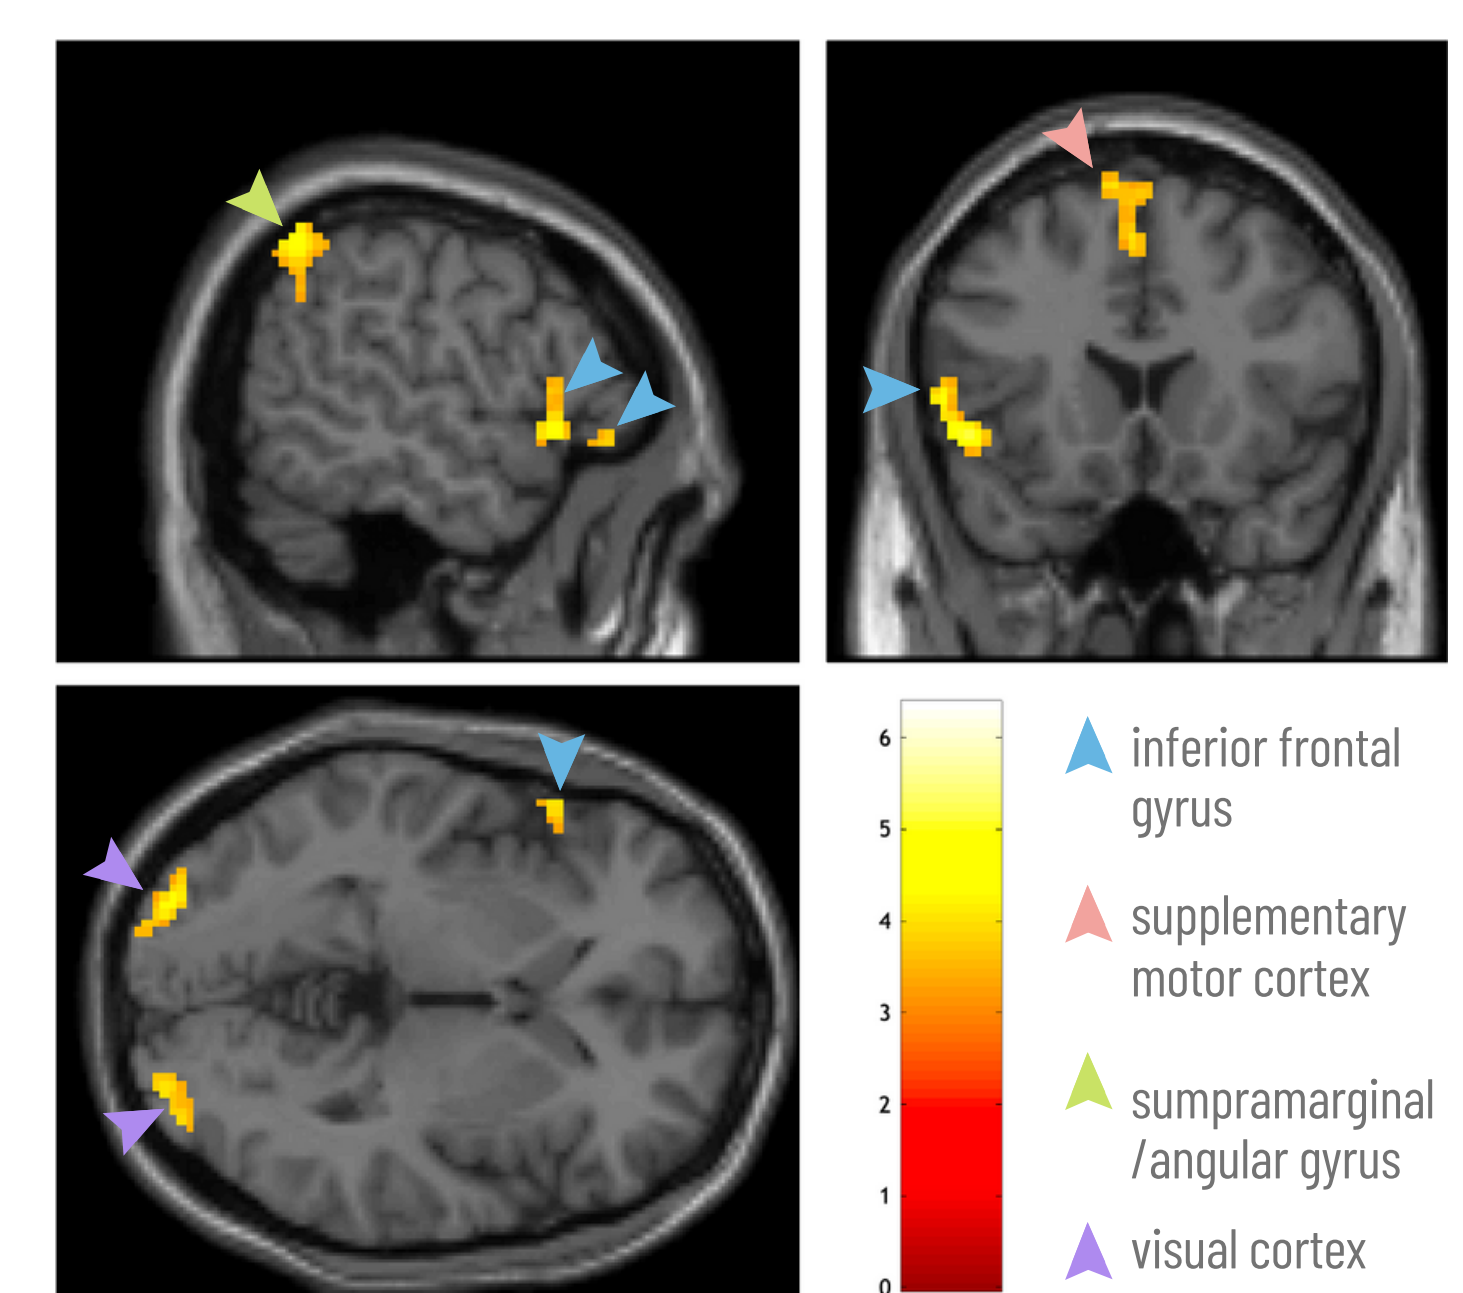 6
5
4
3
2
1
0
inferior frontal
gyrus
supplementary
motor cortex
sumpramarginal
/angular gyrus
visual cortex